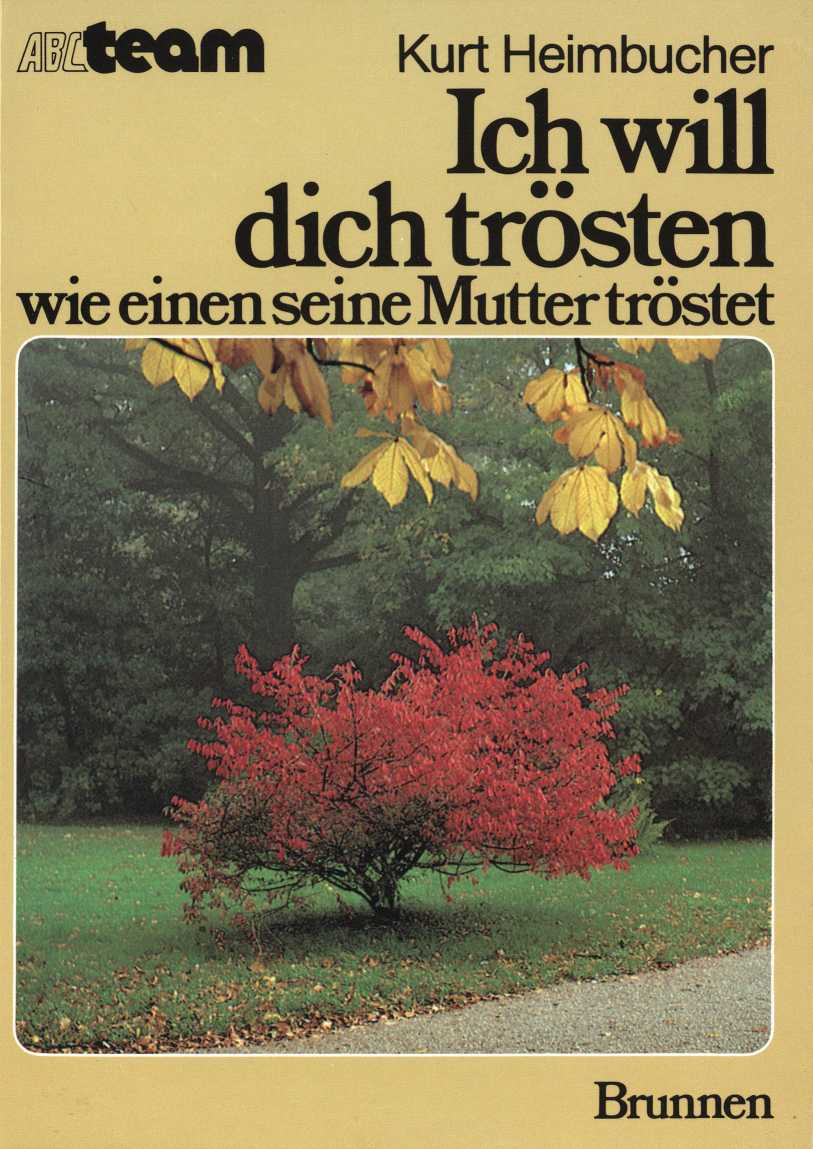 ABCteam
Kurt Heimbucher
Ich will
dich trösten
wie einen seine Mutter tröstet
Brunnen